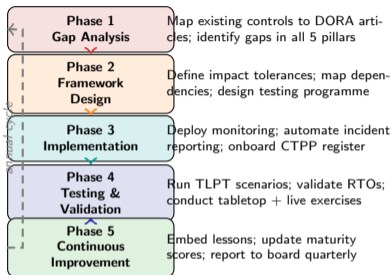 Phase 1
Gap Analysis
Map existing controls to DORA arti-
cles; identify gaps in all 5 pillars
Phase 2
Framework
Design
Define impact tolerances; map depen-
dencies; design testing programme
Phase 3
Implementation
Deploy monitoring; automate incident
reporting; onboard CTPP register
Phase 4
Testing &
Validation
Run TLPT scenarios; validate RTOs;
conduct tabletop + live exercises
Phase 5
Continuous
Improvement
Embed lessons; update maturity
scores; report to board quarterly
cycle